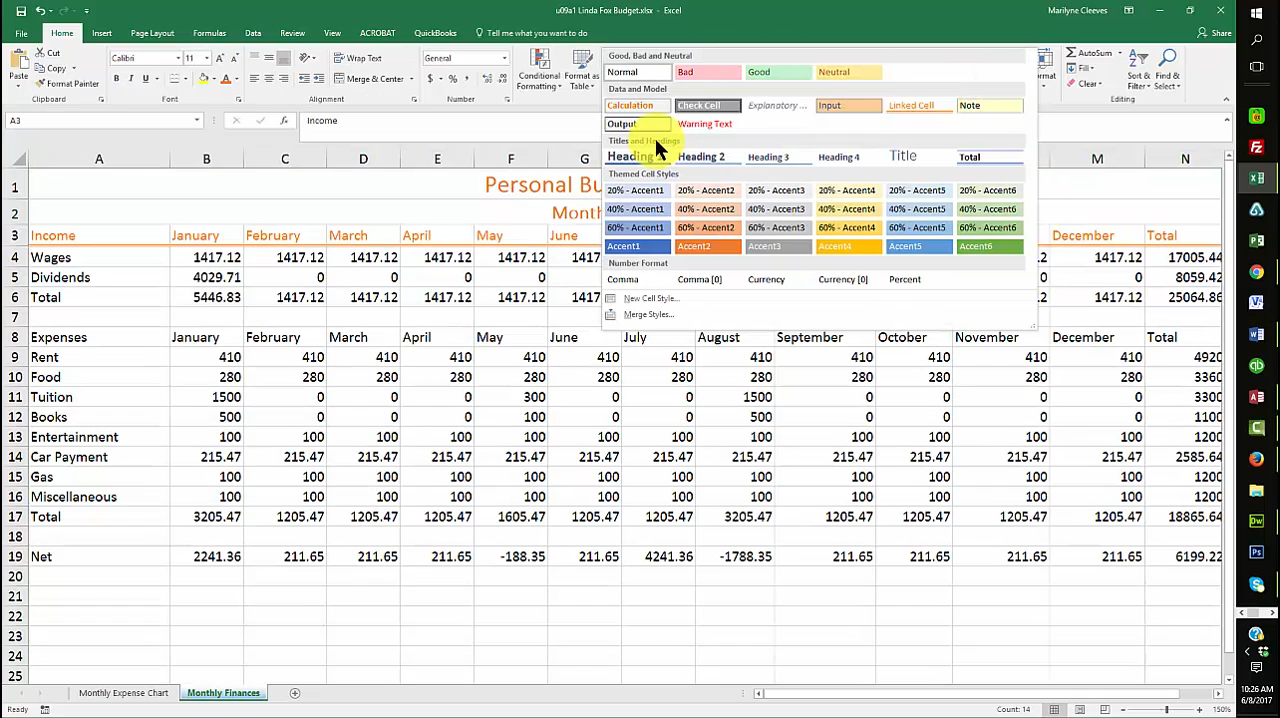 u09a1 Linda Fox Budget.xlsx - Excel
Marilyne Cleeves
File Home Insert Page Layout Formulas Data Review View ACROBAT QuickBooks Tell me what you want to do Share
Paste Cut Copy Format Painter Clipboard
Calibri 11 B I U Font
Wrap Text Merge & Center Alignment
General $ % , Number
Conditional Formatting Format as Table
AutoSum Fill Clear Sort & Filter Find & Select Editing
Good, Bad and Neutral
Normal Bad Good Neutral
Data and Model
Calculation Check Cell Explanatory ... Input Linked Cell Note
Output Warning Text
Titles and Headings
Heading Heading 2 Heading 3 Heading 4 Title Total
Themed Cell Styles
20% - Accent1 20% - Accent2 20% - Accent3 20% - Accent4 20% - Accent5 20% - Accent6
40% - Accent1 40% - Accent2 40% - Accent3 40% - Accent4 40% - Accent5 40% - Accent6
60% - Accent1 60% - Accent2 60% - Accent3 60% - Accent4 60% - Accent5 60% - Accent6
Accent1 Accent2 Accent3 Accent4 Accent5 Accent6
Number Format
Comma Comma [0] Currency Currency [0] Percent
New Cell Style...
Merge Styles...
A3 fx Income
A B C D E F G M N
1 Personal Bu
2 Month
3 Income January February March April May December Total
4 Wages 1417.12 1417.12 1417.12 1417.12 1417.12 1417.12 17005.44
5 Dividends 4029.71 0 0 0 0 0 8059.42
6 Total 5446.83 1417.12 1417.12 1417.12 1417.12 1417.12 25064.86
7
8 Expenses January February March April May June July August September October November December Total
9 Rent 410 410 410 410 410 410 410 410 410 410 410 410 4920
10 Food 280 280 280 280 280 280 280 280 280 280 280 280 3360
11 Tuition 1500 0 0 0 300 0 0 1500 0 0 0 0 3300
12 Books 500 0 0 0 100 0 0 500 0 0 0 0 1100
13 Entertainment 100 100 100 100 100 100 100 100 100 100 100 100 1200
14 Car Payment 215.47 215.47 215.47 215.47 215.47 215.47 215.47 215.47 215.47 215.47 215.47 215.47 2585.64
15 Gas 100 100 100 100 100 100 100 100 100 100 100 100 1200
16 Miscellaneous 100 100 100 100 100 100 100 100 100 100 100 100 1200
17 Total 3205.47 1205.47 1205.47 1205.47 1605.47 1205.47 1205.47 3205.47 1205.47 1205.47 1205.47 1205.47 18865.64
18
19 Net 2241.36 211.65 211.65 211.65 -188.35 211.65 4241.36 -1788.35 211.65 211.65 211.65 211.65 6199.22
20
21
22
23
24
25
Monthly Expense Chart Monthly Finances
Ready Count: 14 150%
10:26 AM
6/8/2017